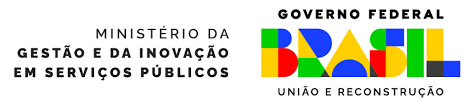 MINISTÉRIO DA
GESTÃO E DA INOVAÇÃO
EM SERVIÇOS PÚBLICOS
GOVERNO FEDERAL
BRASIL
UNIÃO E RECONSTRUÇÃO